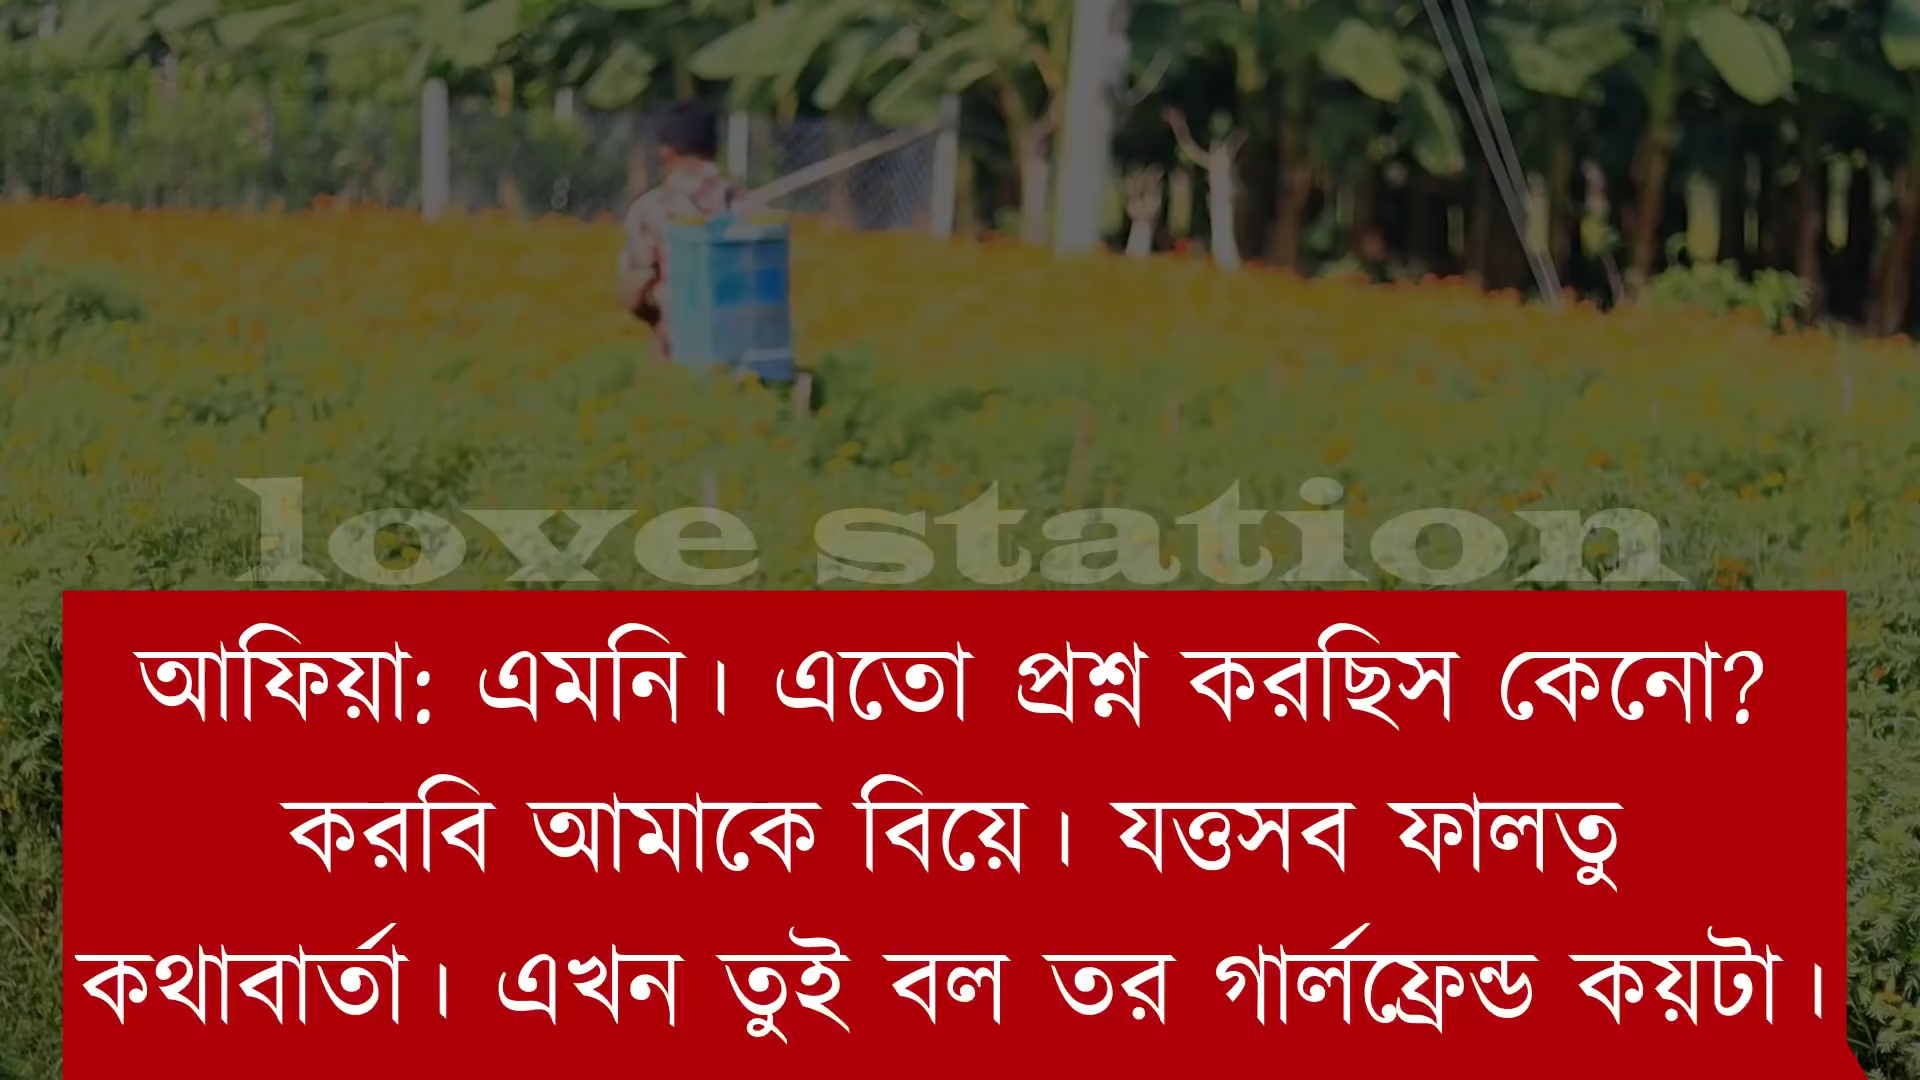 love station
আফিয়া: এমনি। এতো প্রশ্ন করছিস কেনো?
করবি আমাকে বিয়ে। যত্তসব ফালতু
কথাবার্তা। এখন তুই বল তর গার্লফ্রেন্ড কয়টা।